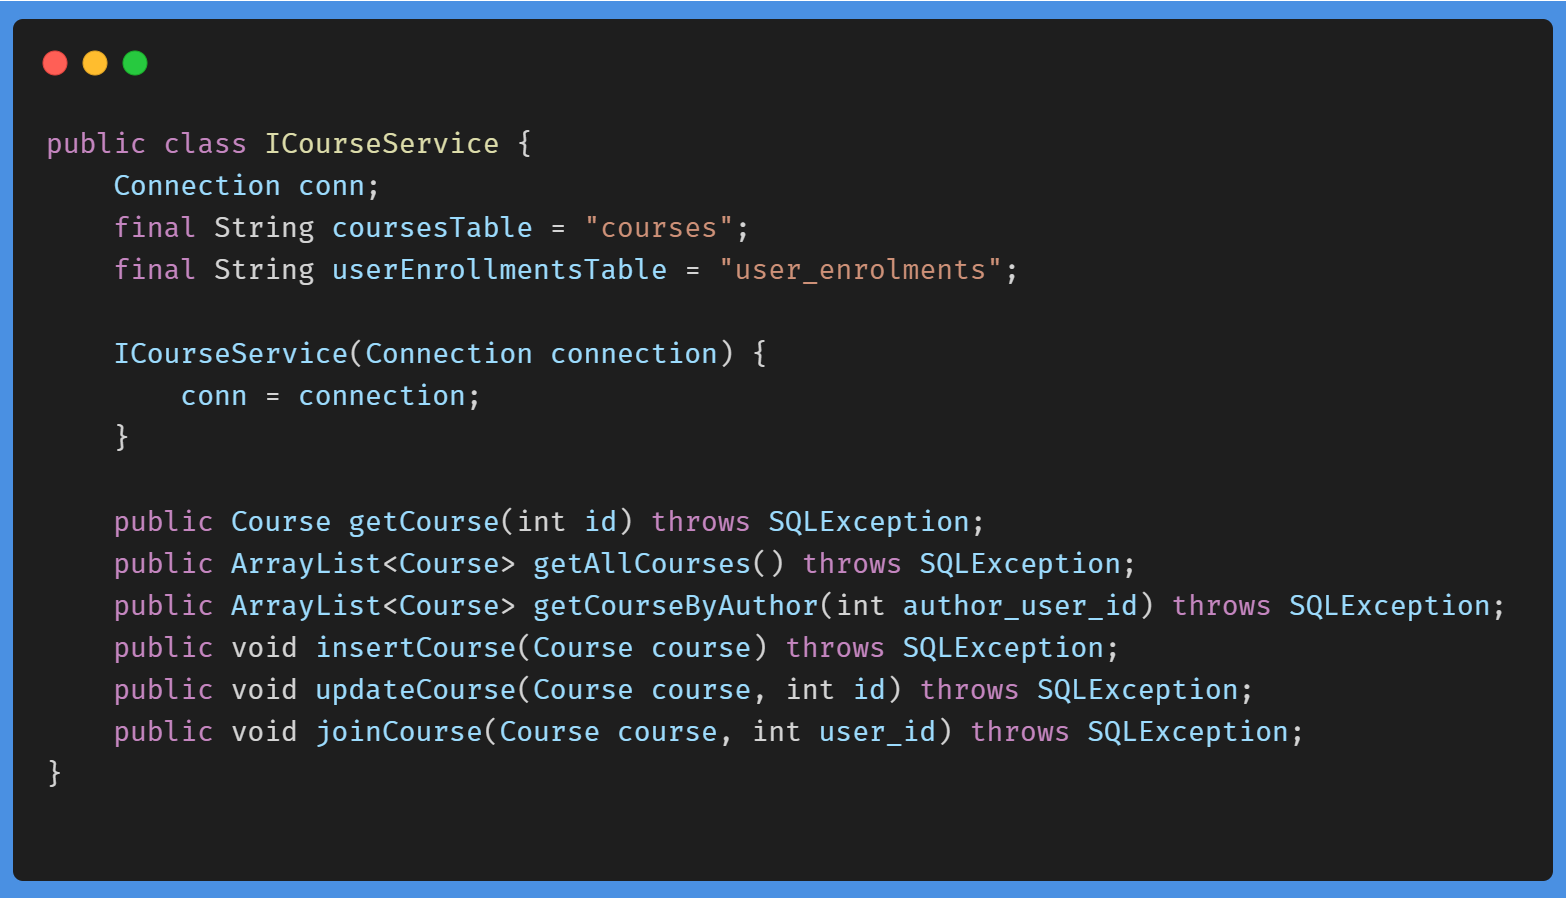 public class ICourseService {
    Connection conn;
    final String coursesTable = "courses";
    final String userEnrollmentsTable = "user_enrolments";

    ICourseService(Connection connection) {
        conn = connection;
    }

    public Course getCourse(int id) throws SQLException;
    public ArrayList<Course> getAllCourses() throws SQLException;
    public ArrayList<Course> getCourseByAuthor(int author_user_id) throws SQLException;
    public void insertCourse(Course course) throws SQLException;
    public void updateCourse(Course course, int id) throws SQLException;
    public void joinCourse(Course course, int user_id) throws SQLException;
}